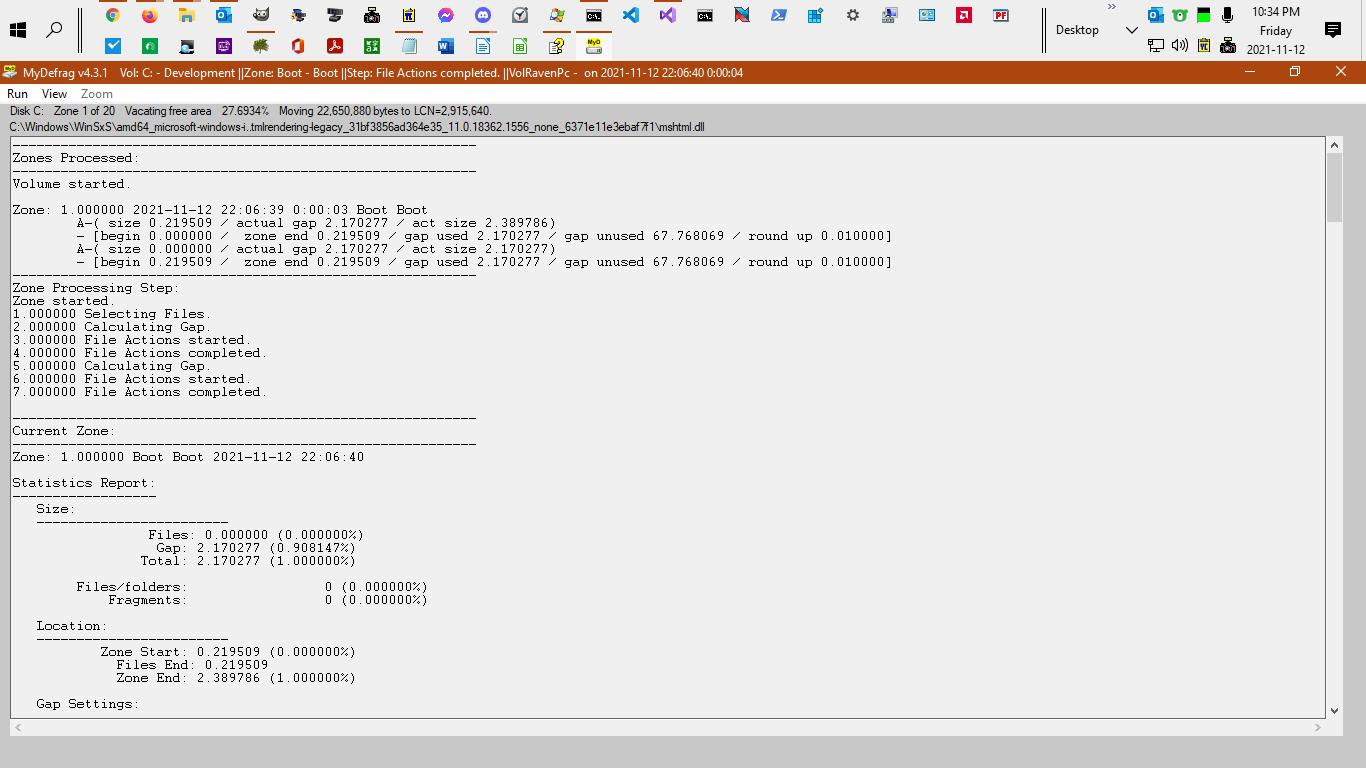 10:34 PM
Friday
2021-11-12
Desktop
MyDefrag v4.3.1 Vol: C: - Development ||Zone: Boot - Boot ||Step: File Actions completed. ||VolRavenPc - on 2021-11-12 22:06:40 0:00:04
Run View Zoom
Disk C: Zone 1 of 20 Vacating free area 27.6934% Moving 22,650,880 bytes to LCN=2,915,640.
C:\Windows\WinSxS\amd64_microsoft-windows-i..tmlrendering-legacy_31bf3856ad364e35_11.0.18362.1556_none_6371e11e3ebaf7f1\mshtml.dll
----------------------------------------------------------
Zones Processed:
----------------------------------------------------------
Volume started.
Zone: 1.000000 2021-11-12 22:06:39 0:00:03 Boot Boot
A-( size 0.219509 / actual gap 2.170277 / act size 2.389786)
- [begin 0.000000 / zone end 0.219509 / gap used 2.170277 / gap unused 67.768069 / round up 0.010000]
A-( size 0.000000 / actual gap 2.170277 / act size 2.170277)
- [begin 0.219509 / zone end 0.219509 / gap used 2.170277 / gap unused 67.768069 / round up 0.010000]
----------------------------------------------------------
Zone Processing Step:
Zone started.
1.000000 Selecting Files.
2.000000 Calculating Gap.
3.000000 File Actions started.
4.000000 File Actions completed.
5.000000 Calculating Gap.
6.000000 File Actions started.
7.000000 File Actions completed.
----------------------------------------------------------
Current Zone:
----------------------------------------------------------
Zone: 1.000000 Boot Boot 2021-11-12 22:06:40
Statistics Report:
------------------
Size:
------------------------
Files: 0.000000 (0.000000%)
Gap: 2.170277 (0.908147%)
Total: 2.170277 (1.000000%)
Files/folders: 0 (0.000000%)
Fragments: 0 (0.000000%)
Location:
------------------------
Zone Start: 0.219509 (0.000000%)
Files End: 0.219509
Zone End: 2.389786 (1.000000%)
Gap Settings: